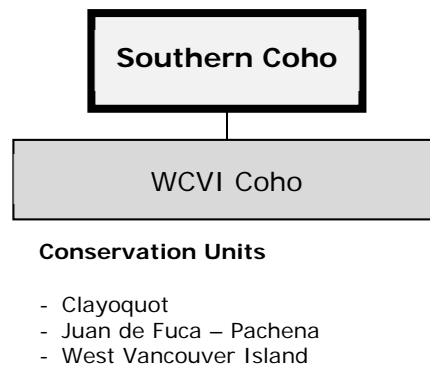 Southern Coho
WCVI Coho
Conservation Units
- Clayoquot
- Juan de Fuca – Pachena
- West Vancouver Island